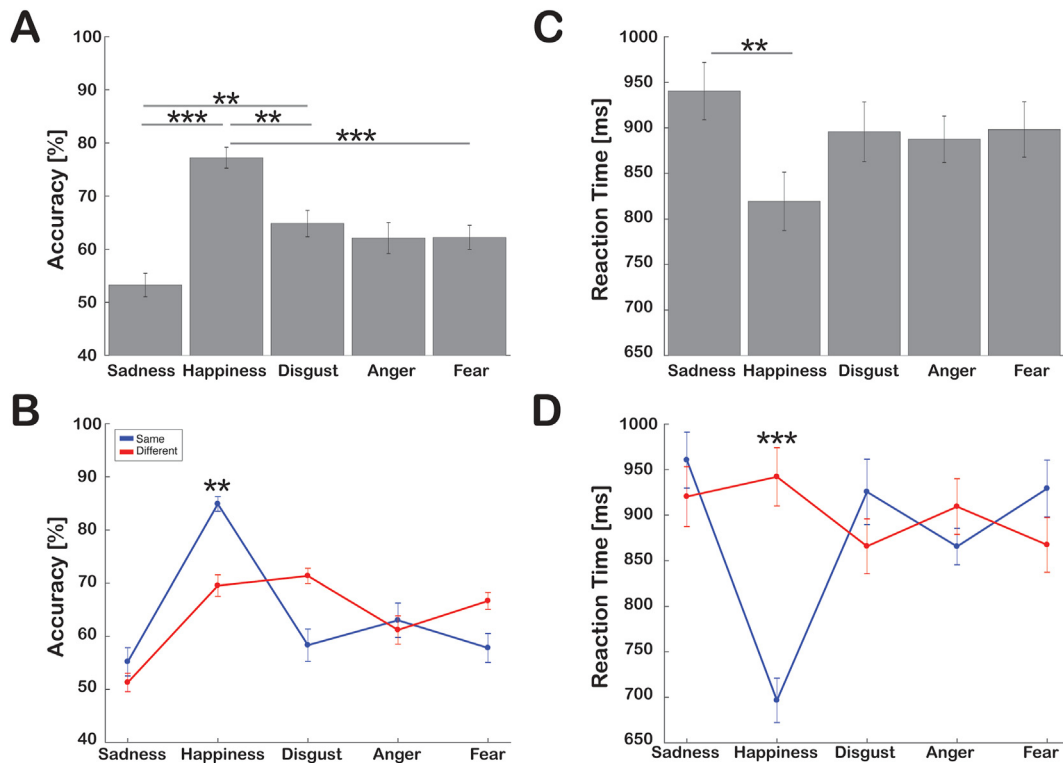 A
Accuracy [%]
100
90
80
70
60
50
40
**
*** **
***
Sadness Happiness Disgust Anger Fear
C
Reaction Time [ms]
1000
950
900
850
800
750
700
650
**
Sadness Happiness Disgust Anger Fear
B
Accuracy [%]
100
90
80
70
60
50
40
Same
Different
**
Sadness Happiness Disgust Anger Fear
D
Reaction Time [ms]
1000
950
900
850
800
750
700
650
***
Sadness Happiness Disgust Anger Fear